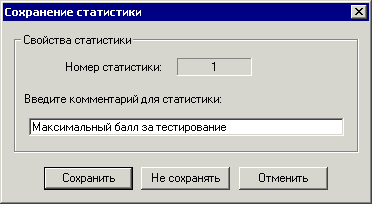 Сохранение статистики
Свойства статистики
Номер статистики: 1
Введите комментарий для статистики:
Максимальный балл за тестирование
Сохранить Не сохранять Отменить